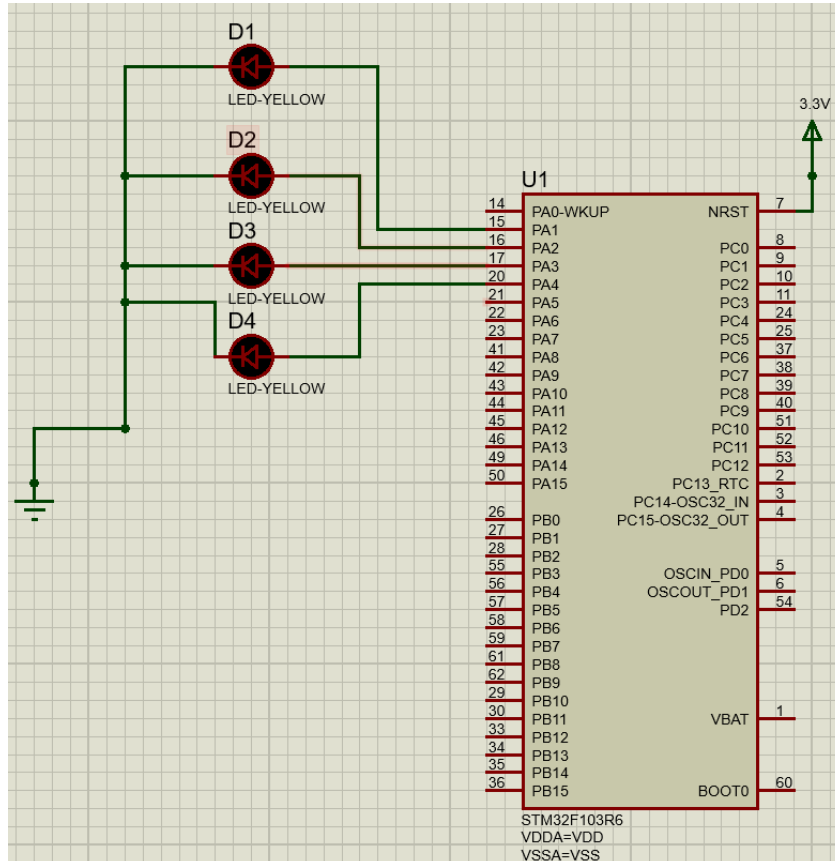 D1
LED-YELLOW
D2
LED-YELLOW
D3
LED-YELLOW
D4
LED-YELLOW
3.3V
U1
14 PA0-WKUP NRST 7
15 PA1
16 PA2 PC0 8
17 PA3 PC1 9
20 PA4 PC2 10
21 PA5 PC3 11
22 PA6 PC4 24
23 PA7 PC5 25
41 PA8 PC6 37
42 PA9 PC7 38
43 PA10 PC8 39
44 PA11 PC9 40
45 PA12 PC10 51
46 PA13 PC11 52
49 PA14 PC12 53
50 PA15 PC13_RTC 2
PC14-OSC32_IN 3
26 PB0 PC15-OSC32_OUT 4
27 PB1
28 PB2
55 PB3 OSCIN_PD0 5
56 PB4 OSCOUT_PD1 6
57 PB5 PD2 54
58 PB6
59 PB7
61 PB8
62 PB9
29 PB10
30 PB11 VBAT 1
33 PB12
34 PB13
35 PB14
36 PB15 BOOT0 60
STM32F103R6
VDDA=VDD
VSSA=VSS